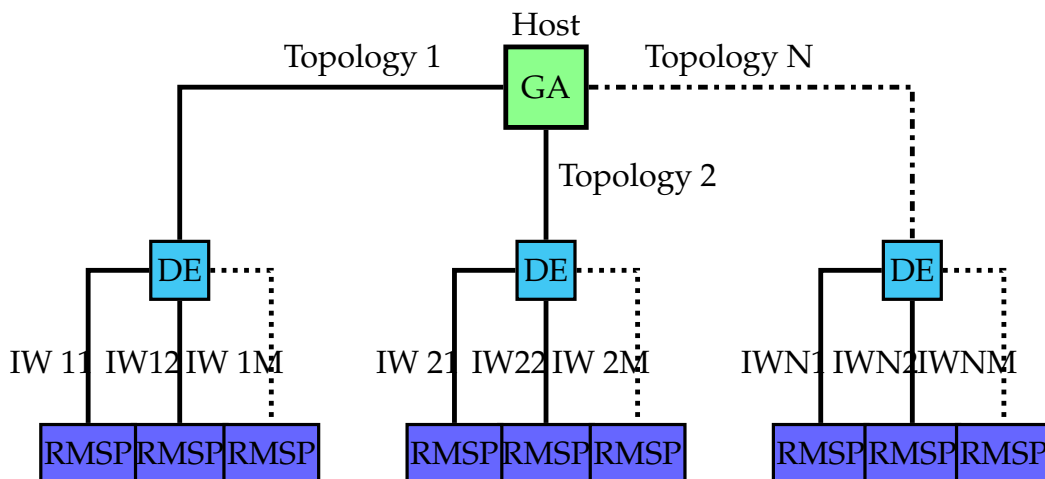 Host
Topology 1
GA
Topology N
Topology 2
DE
DE
DE
IW 11
IW12
IW 1M
IW 21
IW22
IW 2M
IWN1
IWN2
IWNM
RMSP
RMSP
RMSP
RMSP
RMSP
RMSP
RMSP
RMSP
RMSP